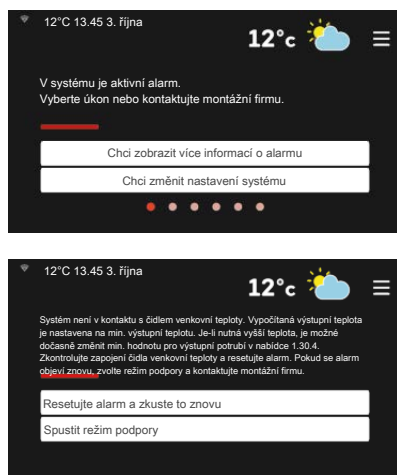 12°C 13.45 3. října
12°c
V systému je aktivní alarm.
Vyberte úkon nebo kontaktujte montážní firmu.
Chci zobrazit více informací o alarmu
Chci změnit nastavení systému
12°C 13.45 3. října
12°c
Systém není v kontaktu s čidlem venkovní teploty. Vypočítaná výstupní teplota
je nastavena na min. výstupní teplotu. Je-li nutná vyšší teplota, je možné
dočasně změnit min. hodnotu pro výstupní potrubí v nabídce 1.30.4.
Zkontrolujte zapojení čidla venkovní teploty a resetujte alarm. Pokud se alarm
objeví znovu, zvolte režim podpory a kontaktujte montážní firmu.
Resetujte alarm a zkuste to znovu
Spustit režim podpory